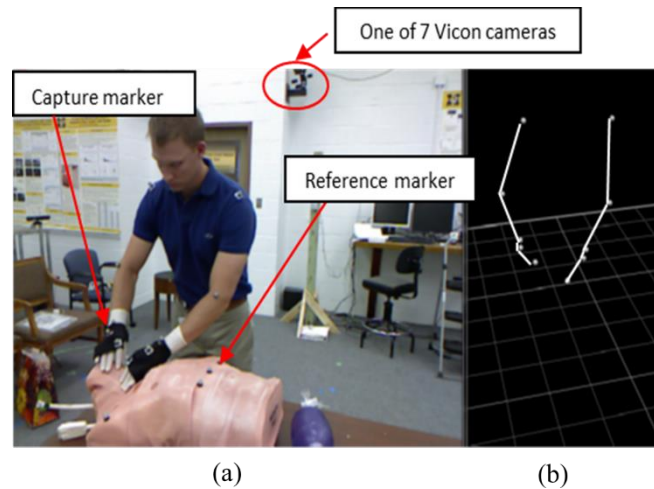 One of 7 Vicon cameras
Capture marker
Reference marker
(a)
(b)